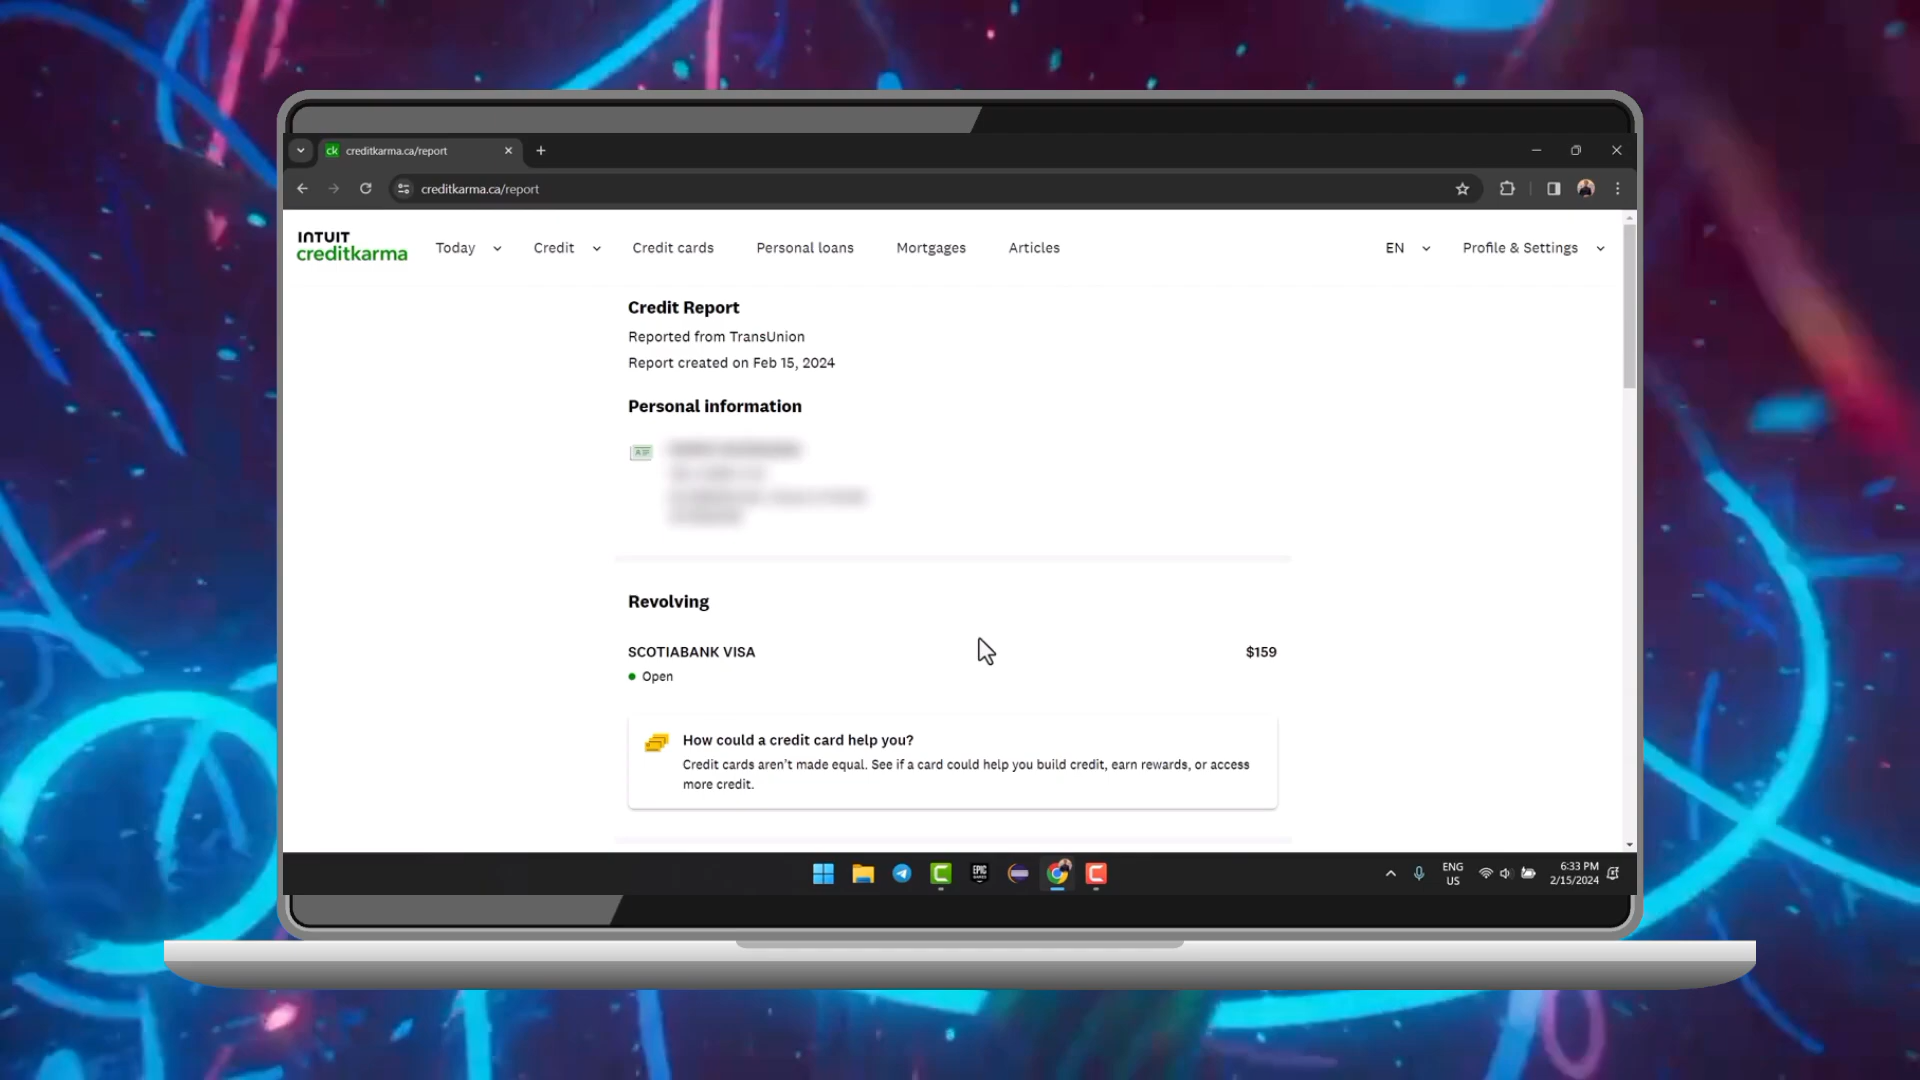 creditkarma.ca/report
creditkarma.ca/report
INTUIT
creditkarma
Today
Credit
Credit cards
Personal loans
Mortgages
Articles
EN
Profile & Settings
Credit Report
Reported from TransUnion
Report created on Feb 15, 2024
Personal information
Revolving
SCOTIABANK VISA
$159
Open
How could a credit card help you?
Credit cards aren't made equal. See if a card could help you build credit, earn rewards, or access
more credit.
EPIC
GAMES
ENG
US
6:33 PM
2/15/2024